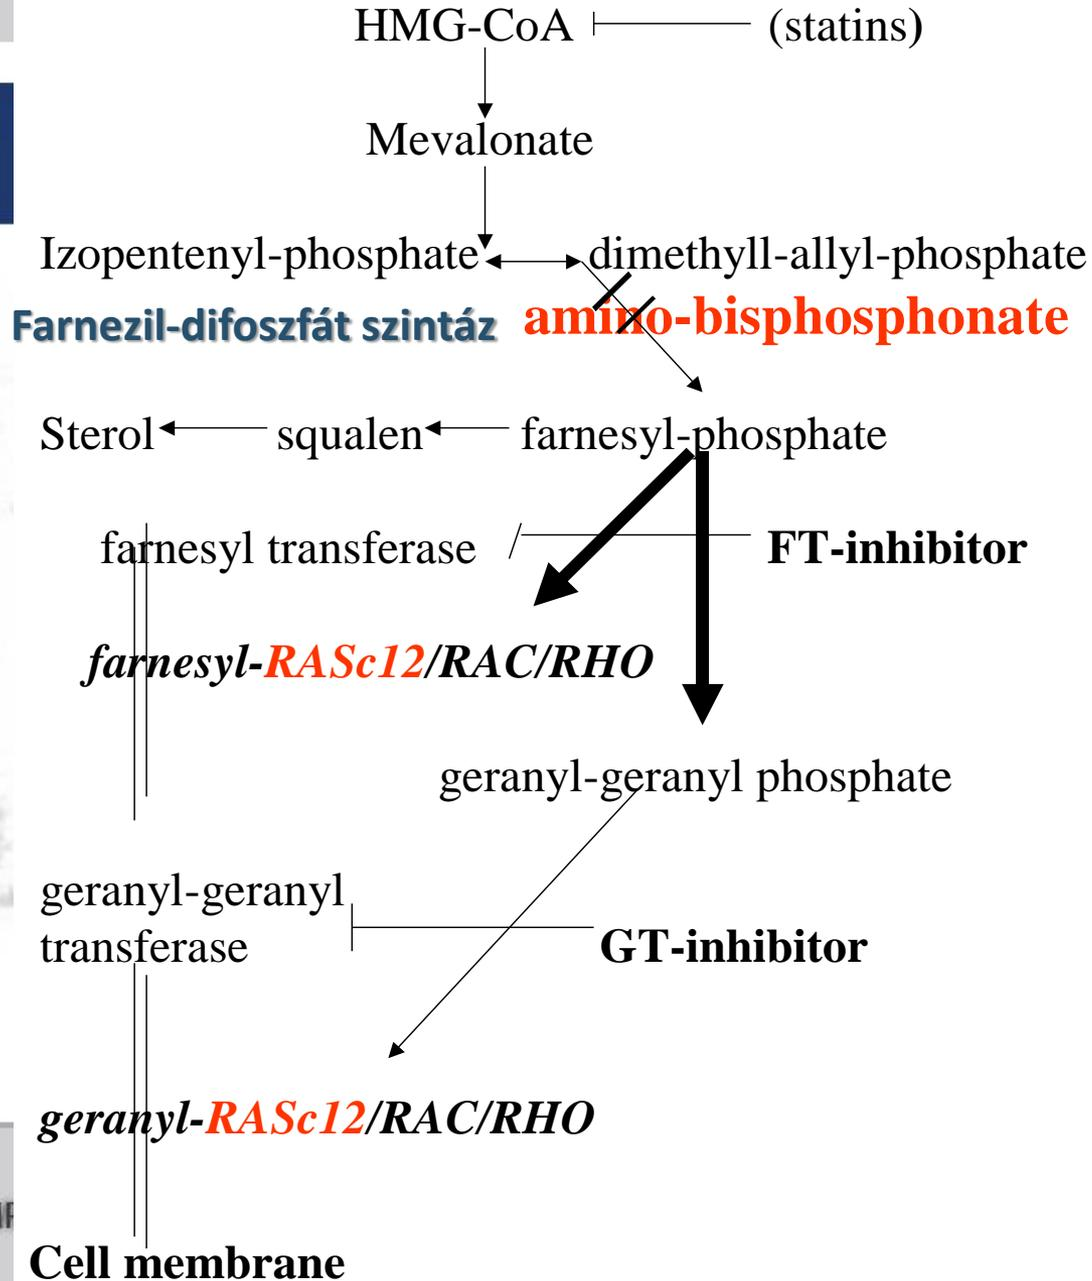 HMG-CoA (statins)
Mevalonate
Izopentenyl-phosphate dimethyll-allyl-phosphate
Farnezil-difoszfát szintáz amino-bisphosphonate
Sterol squalen farnesyl-phosphate
farnesyl transferase FT-inhibitor
farnesyl-RASc12/RAC/RHO
geranyl-geranyl phosphate
geranyl-geranyl
transferase GT-inhibitor
geranyl-RASc12/RAC/RHO
Cell membrane